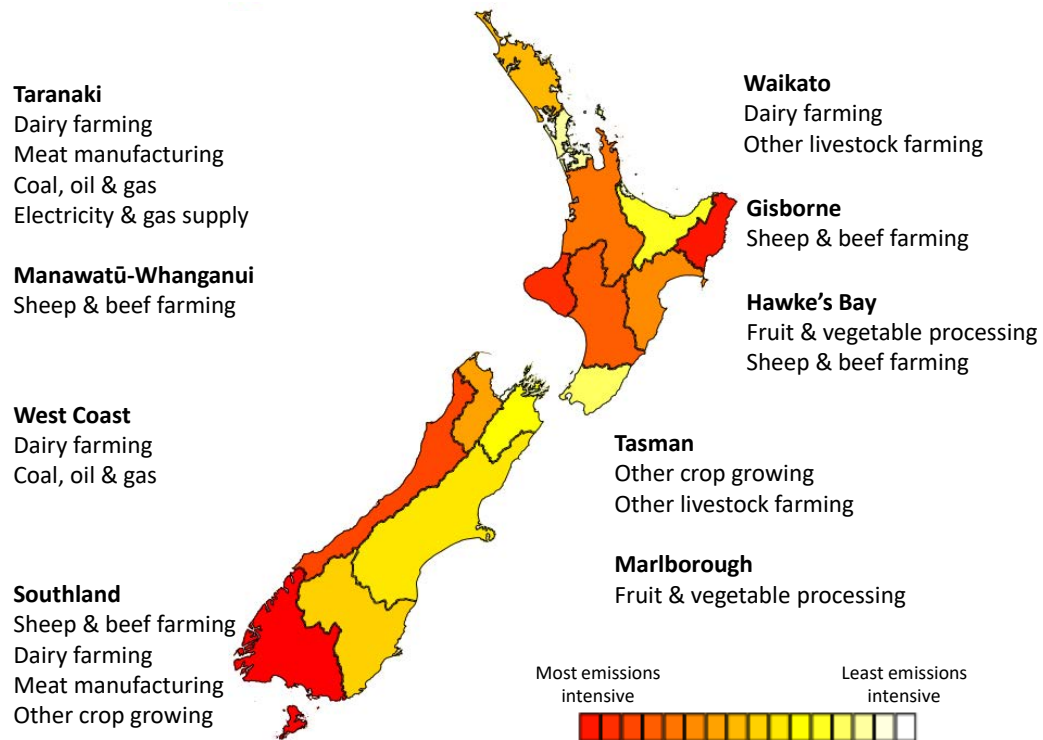 Taranaki
Dairy farming
Meat manufacturing
Coal, oil & gas
Electricity & gas supply
Manawatū-Whanganui
Sheep & beef farming
West Coast
Dairy farming
Coal, oil & gas
Southland
Sheep & beef farming
Dairy farming
Meat manufacturing
Other crop growing
Waikato
Dairy farming
Other livestock farming
Gisborne
Sheep & beef farming
Hawke's Bay
Fruit & vegetable processing
Sheep & beef farming
Tasman
Other crop growing
Other livestock farming
Marlborough
Fruit & vegetable processing
Most emissions
intensive
Least emissions
intensive